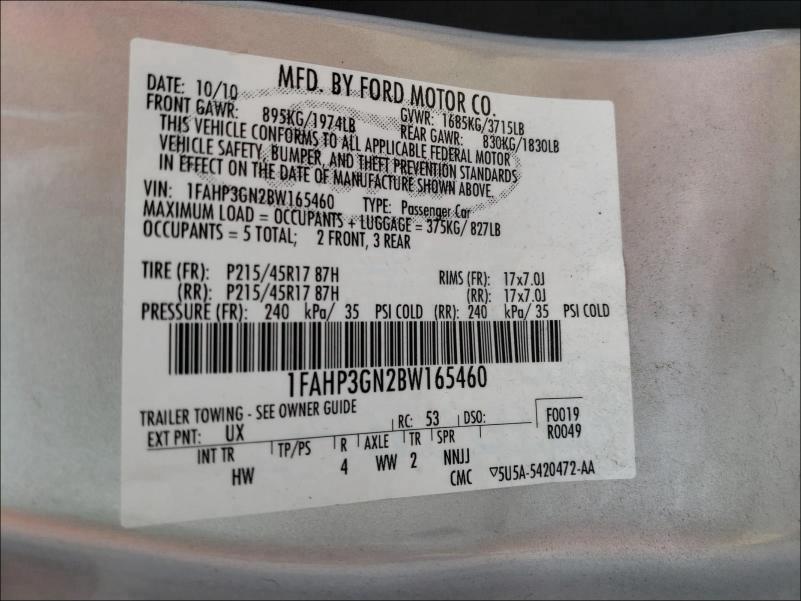 MFD. BY FORD MOTOR CO.
DATE: 10/10 GVWR: 1685KG/3715LB
FRONT GAWR: 895KG/1974LB REAR GAWR: 830KG/1830LB
THIS VEHICLE CONFORMS TO ALL APPLICABLE FEDERAL MOTOR
VEHICLE SAFETY, BUMPER, AND THEFT PREVENTION STANDARDS
IN EFFECT ON THE DATE OF MANUFACTURE SHOWN ABOVE.
VIN: 1FAHP3GN2BW165460 TYPE: Passenger Car
MAXIMUM LOAD = OCCUPANTS + LUGGAGE = 375KG/ 827LB
OCCUPANTS = 5 TOTAL; 2 FRONT, 3 REAR
TIRE (FR): P215/45R17 87H RIMS (FR): 17x7.0J
(RR): P215/45R17 87H (RR): 17x7.0J
PRESSURE (FR): 240 kPa/ 35 PSI COLD (RR): 240 kPa/ 35 PSI COLD
1FAHP3GN2BW165460
TRAILER TOWING - SEE OWNER GUIDE
EXT PNT: UX RC: 53 DSO: F0019
R0049
INT TR TP/PS R AXLE TR SPR
HW 4 WW 2 NNJJ
CMC ▽5U5A-5420472-AA